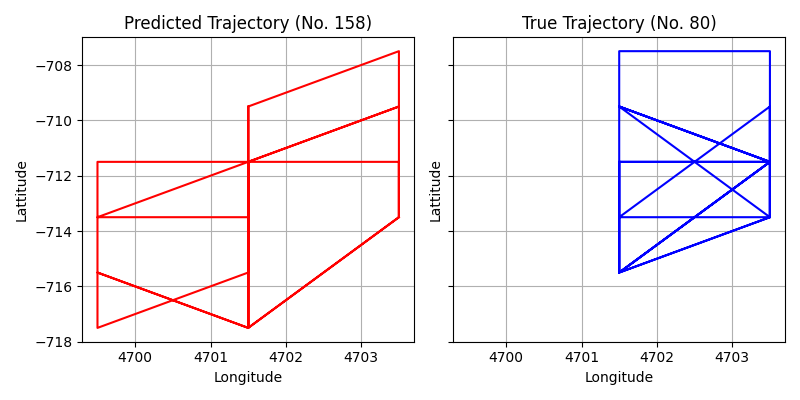 Predicted Trajectory (No. 158)
True Trajectory (No. 80)
−708
−710
−712
−714
−716
−718
Lattitude
Lattitude
4700
4701
4702
4703
4700
4701
4702
4703
Longitude
Longitude